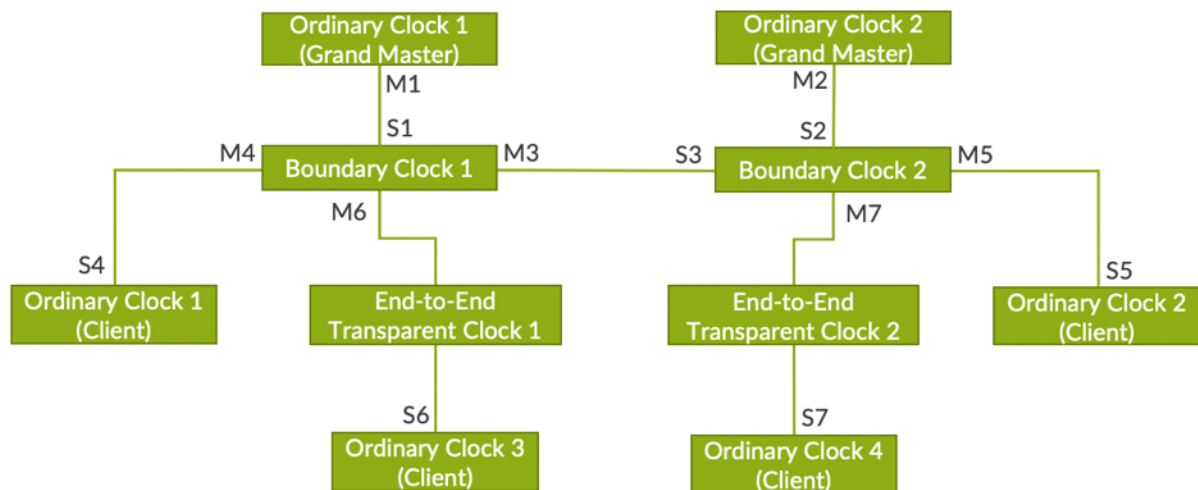 Ordinary Clock 1
(Grand Master)
Ordinary Clock 2
(Grand Master)
M1
M2
S1
S2
M4
Boundary Clock 1
M3
S3
Boundary Clock 2
M5
M6
M7
S4
S5
Ordinary Clock 1
(Client)
End-to-End
Transparent Clock 1
End-to-End
Transparent Clock 2
Ordinary Clock 2
(Client)
S6
S7
Ordinary Clock 3
(Client)
Ordinary Clock 4
(Client)